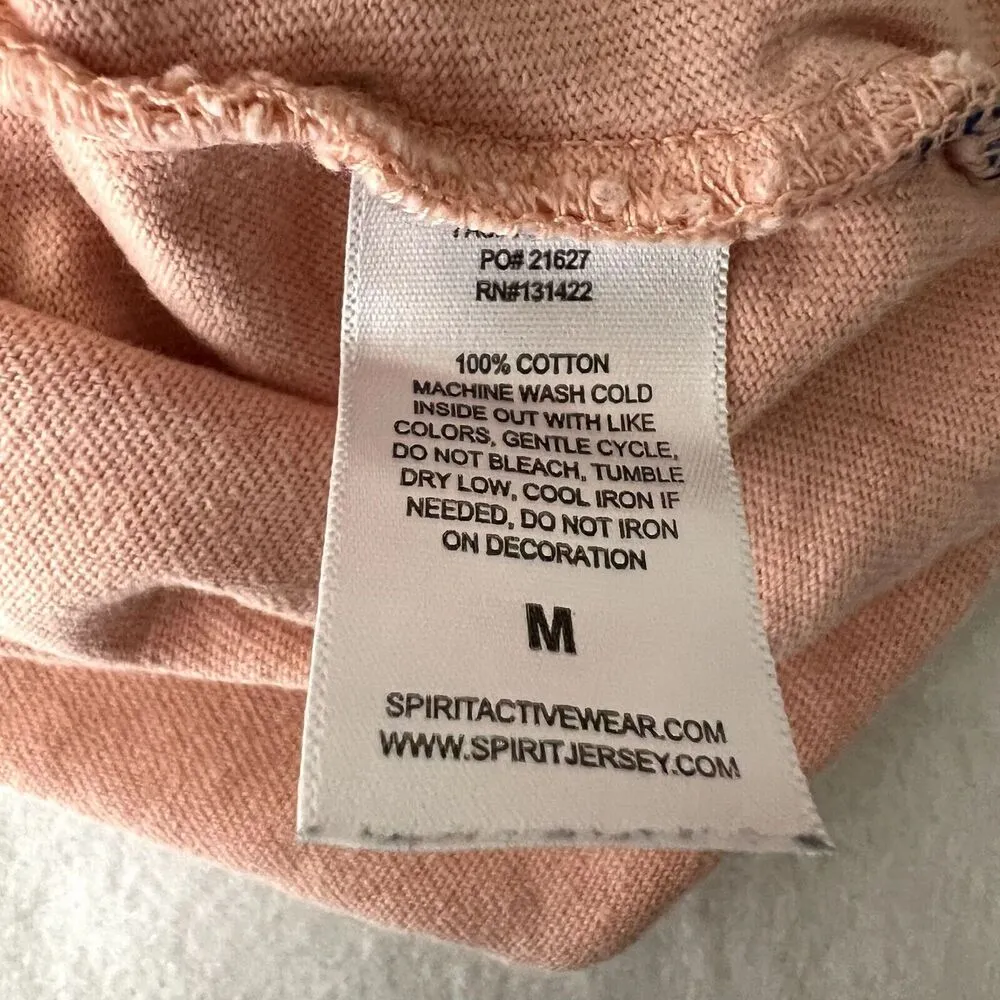 PO# 21627
RN#131422
100% COTTON
MACHINE WASH COLD
INSIDE OUT WITH LIKE
COLORS, GENTLE CYCLE,
DO NOT BLEACH, TUMBLE
DRY LOW, COOL IRON IF
NEEDED, DO NOT IRON
ON DECORATION
M
SPIRITACTIVEWEAR.COM
WWW.SPIRITJERSEY.COM